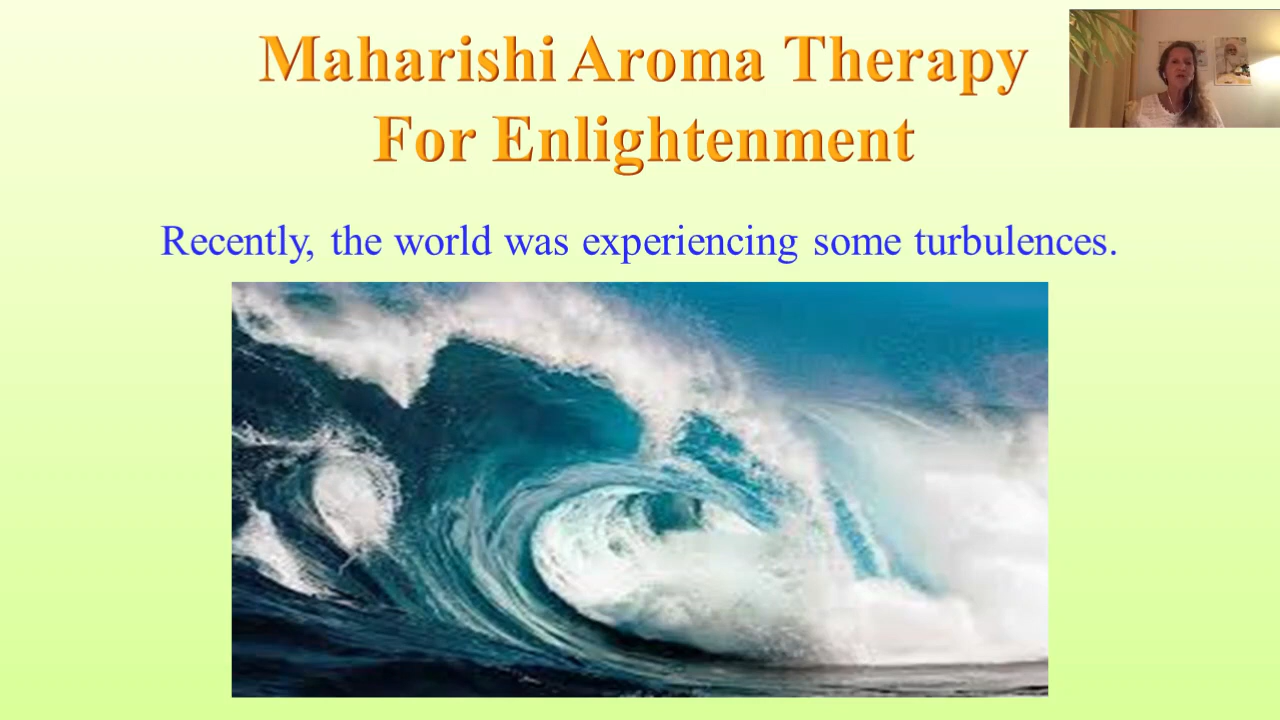 Maharishi Aroma Therapy
For Enlightenment
Recently, the world was experiencing some turbulences.